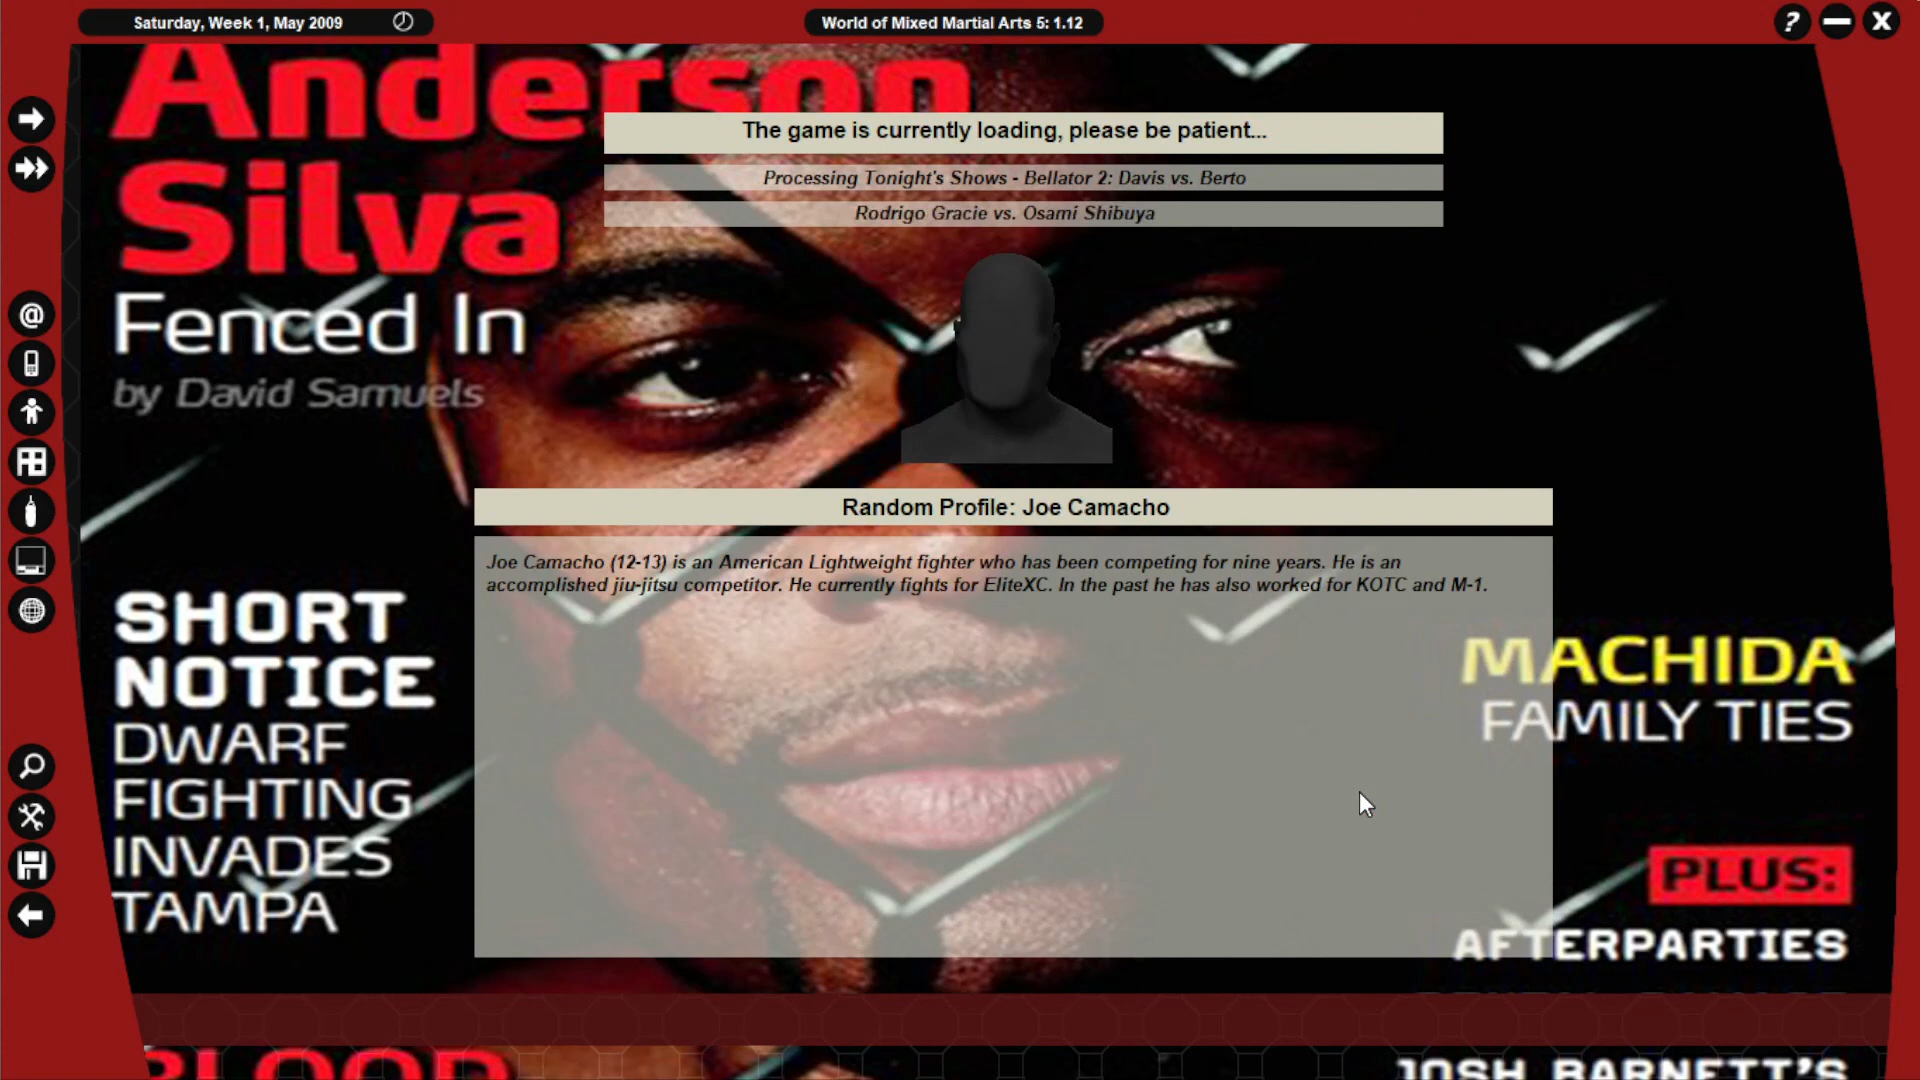 Saturday, Week 1, May 2009
World of Mixed Martial Arts 5: 1.12
?
X
Anderson
Silva
Fenced In
by David Samuels
The game is currently loading, please be patient...
Processing Tonight's Shows - Bellator 2: Davis vs. Berto
Rodrigo Gracie vs. Osami Shibuya
@
Random Profile: Joe Camacho
Joe Camacho (12-13) is an American Lightweight fighter who has been competing for nine years. He is an
accomplished jiu-jitsu competitor. He currently fights for EliteXC. In the past he has also worked for KOTC and M-1.
SHORT
NOTICE
DWARF
FIGHTING
INVADES
TAMPA
MACHIDA
FAMILY TIES
PLUS:
AFTERPARTIES
BLOOD
JOSH BARNETT'S